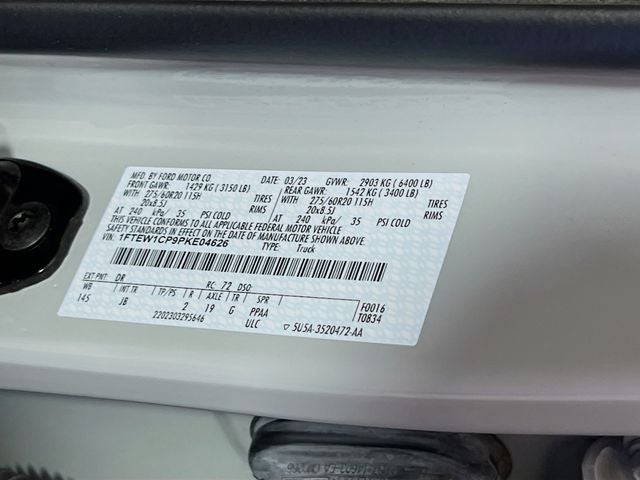 MFD. BY FORD MOTOR CO. DATE: 03/23 GVWR: 2903 KG ( 6400 LB)
FRONT GAWR: 1429 KG ( 3150 LB) REAR GAWR: 1542 KG ( 3400 LB)
WITH 275/60R20 115H TIRES WITH 275/60R20 115H TIRES
20x8.5J RIMS 20x8.5J RIMS
AT 240 kPa/ 35 PSI COLD AT 240 kPa/ 35 PSI COLD
THIS VEHICLE CONFORMS TO ALL APPLICABLE FEDERAL MOTOR VEHICLE
SAFETY STANDARDS IN EFFECT ON THE DATE OF MANUFACTURE SHOWN ABOVE.
VIN: 1FTEW1CP9PKE04626 TYPE: Truck
EXT PNT: DR RC: 72 DSO: F0016
WB INT TR TP/PS R AXLE TR SPR T0834
145 JB 2 19 G PPAA
2202303295646 ULC ▽ 5U5A-3520472-AA